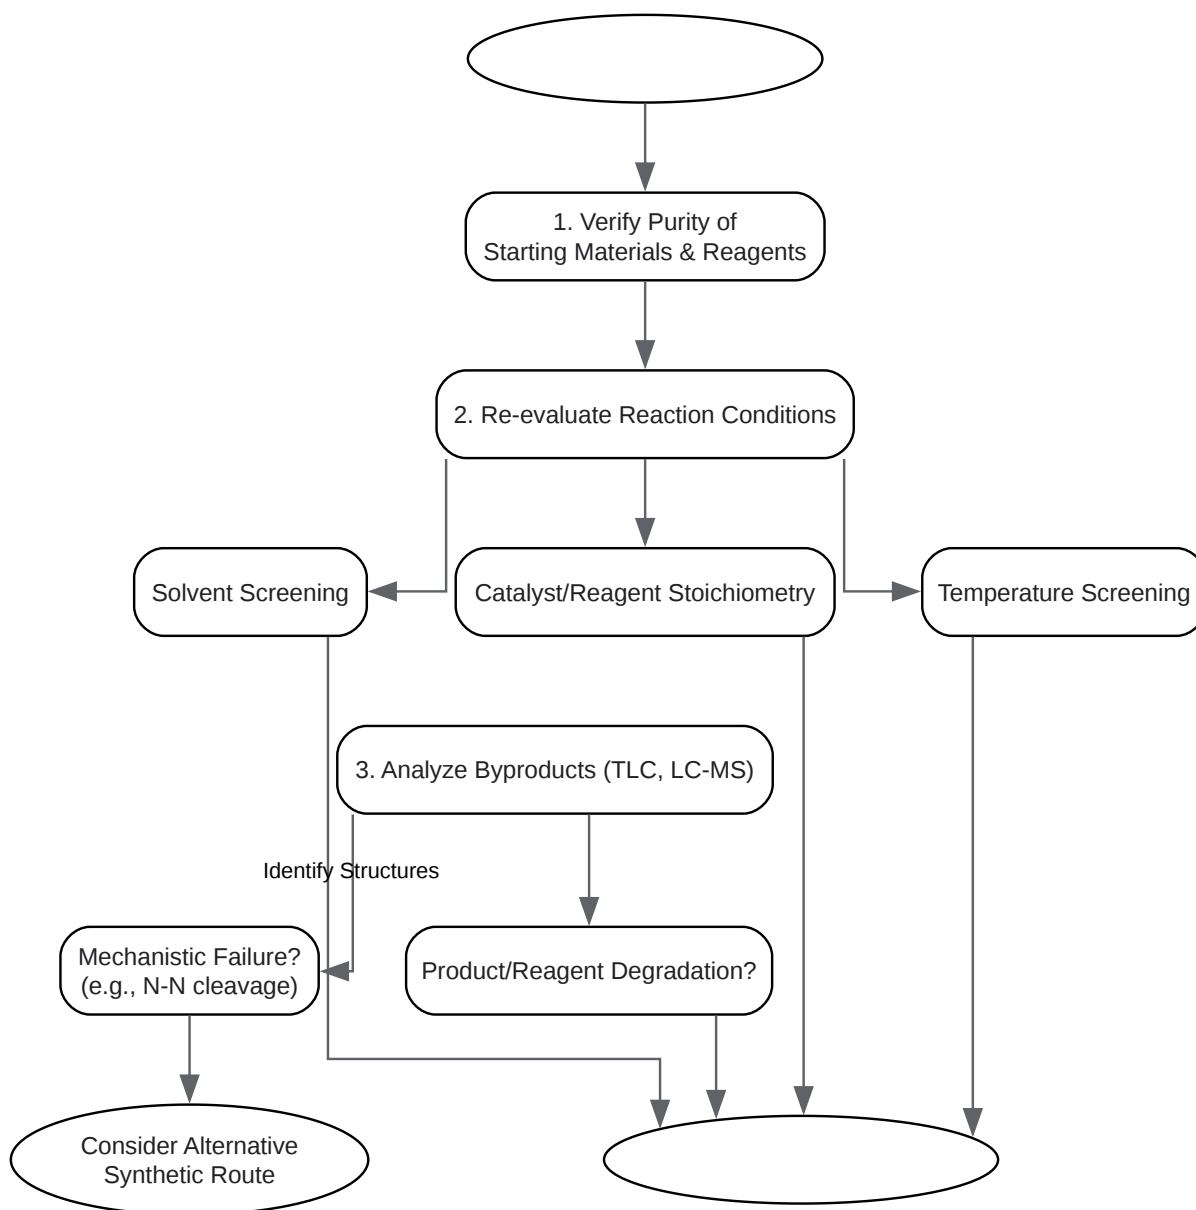 1. Verify Purity of
Starting Materials & Reagents
2. Re-evaluate Reaction Conditions
Solvent Screening
Catalyst/Reagent Stoichiometry
Temperature Screening
3. Analyze Byproducts (TLC, LC-MS)
Identify Structures
Mechanistic Failure?
(e.g., N-N cleavage)
Product/Reagent Degradation?
Consider Alternative
Synthetic Route